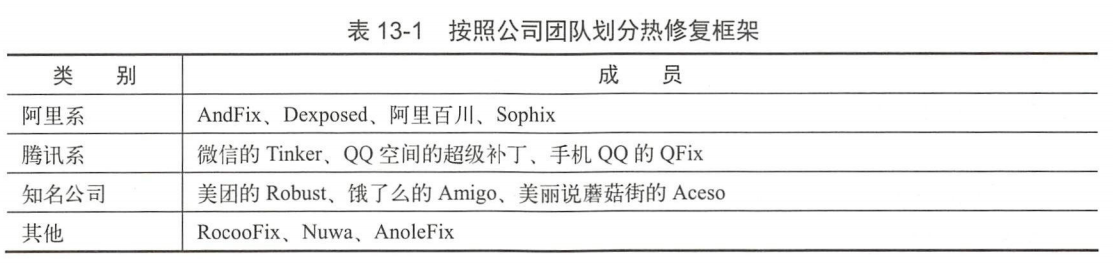 表 13-1 按照公司团队划分热修复框架
类 别 成 员
阿里系 AndFix、Dexposed、阿里百川、Sophix
腾讯系 微信的 Tinker、QQ 空间的超级补丁、手机 QQ 的 QFix
知名公司 美团的 Robust、饿了么的 Amigo、美丽说蘑菇街的 Aceso
其他 RocooFix、Nuwa、AnoleFix